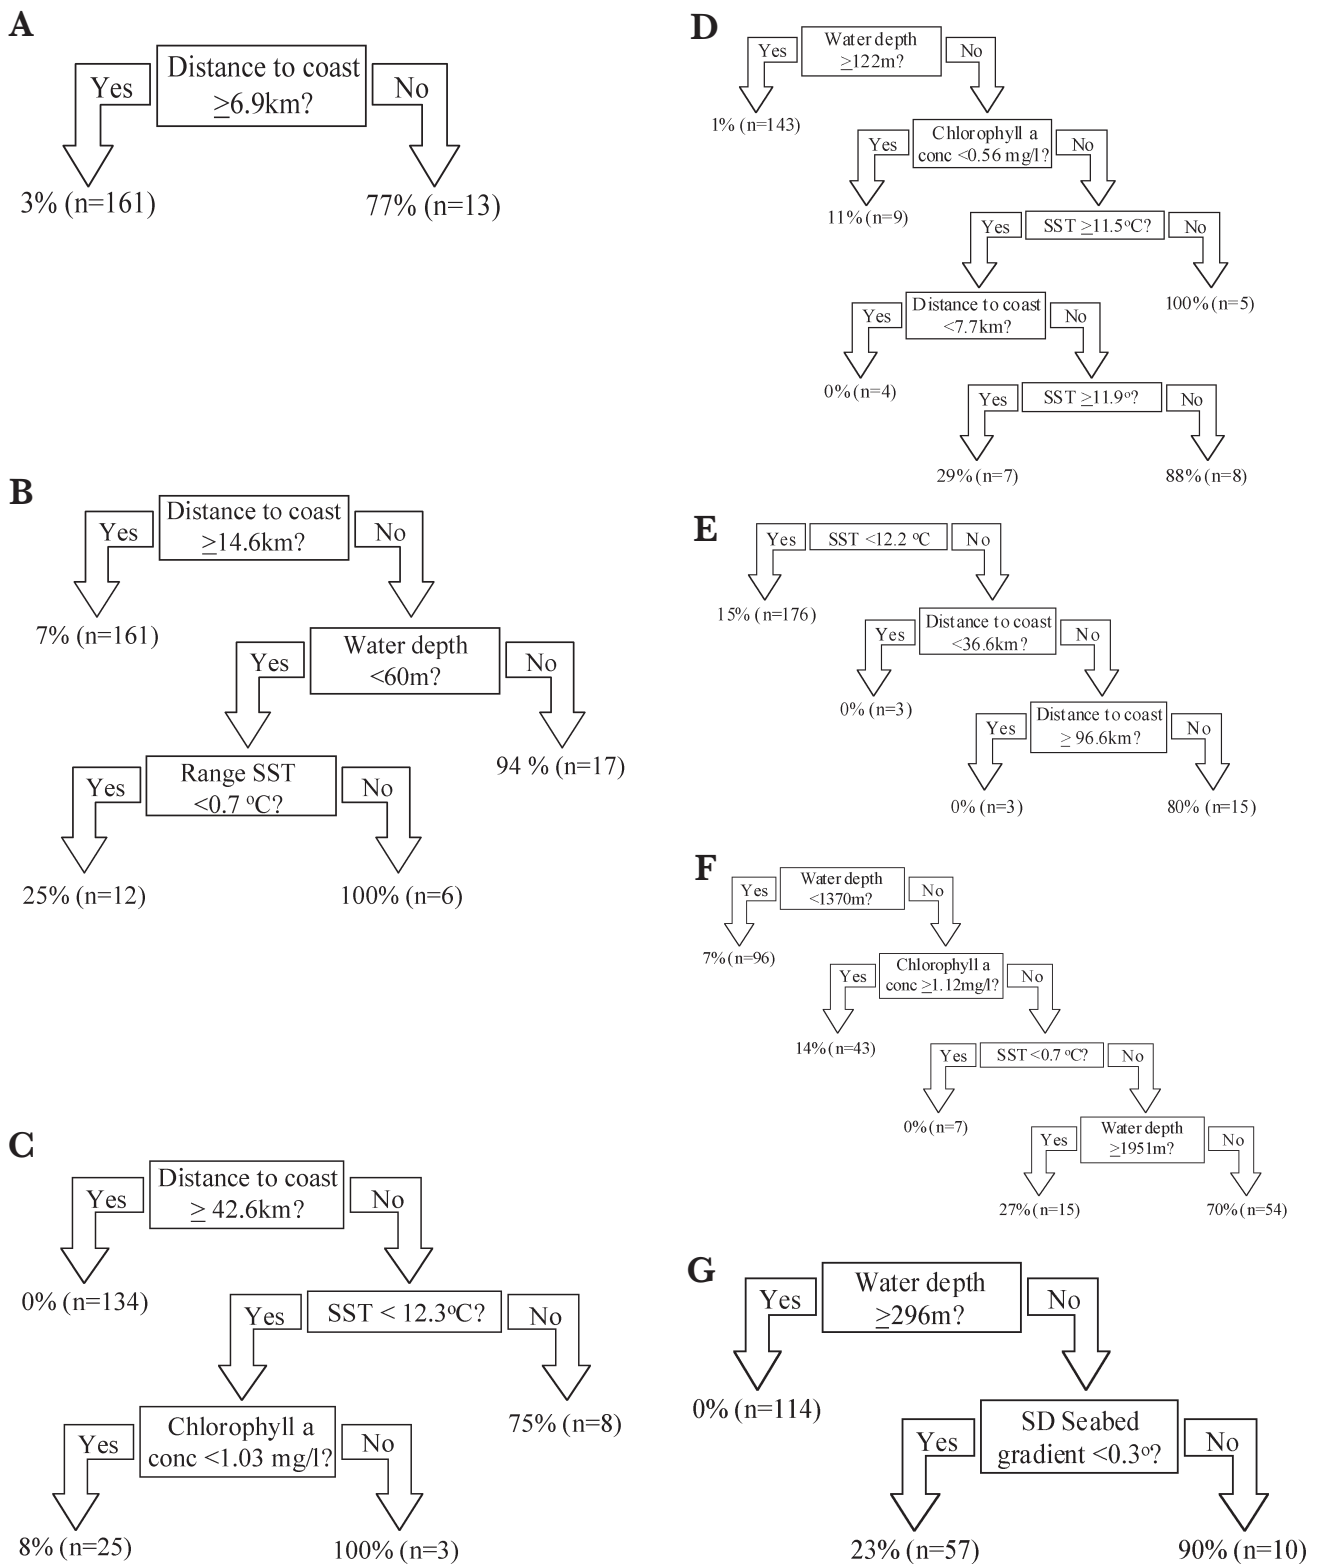 A
Distance to coast
≥6.9km?
Yes
No
3% (n=161)
77% (n=13)
B
Distance to coast
≥14.6km?
Yes
No
7% (n=161)
Water depth
<60m?
Yes
No
94 % (n=17)
Range SST
<0.7 °C?
Yes
No
25% (n=12)
100% (n=6)
C
Distance to coast
≥ 42.6km?
Yes
No
0% (n=134)
SST < 12.3°C?
Yes
No
75% (n=8)
Chlorophyll a
conc <1.03 mg/l?
Yes
No
8% (n=25)
100% (n=3)
D
Water depth
≥122m?
Yes
No
1% (n=143)
Chlorophyll a
conc <0.56 mg/l?
Yes
No
11% (n=9)
SST ≥11.5°C?
Yes
No
100% (n=5)
Distance to coast
<7.7km?
Yes
No
0% (n=4)
SST ≥11.9°?
Yes
No
29% (n=7)
88% (n=8)
E
SST <12.2 °C
Yes
No
15% (n=176)
Distance to coast
<36.6km?
Yes
No
0% (n=3)
Distance to coast
≥ 96.6km?
Yes
No
0% (n=3)
80% (n=15)
F
Water depth
<1370m?
Yes
No
7% (n=96)
Chlorophyll a
conc ≥1.12mg/l?
Yes
No
14% (n=43)
SST <0.7 °C?
Yes
No
0% (n=7)
Water depth
≥1951m?
Yes
No
27% (n=15)
70% (n=54)
G
Water depth
≥296m?
Yes
No
0% (n=114)
SD Seabed
gradient <0.3°?
Yes
No
23% (n=57)
90% (n=10)